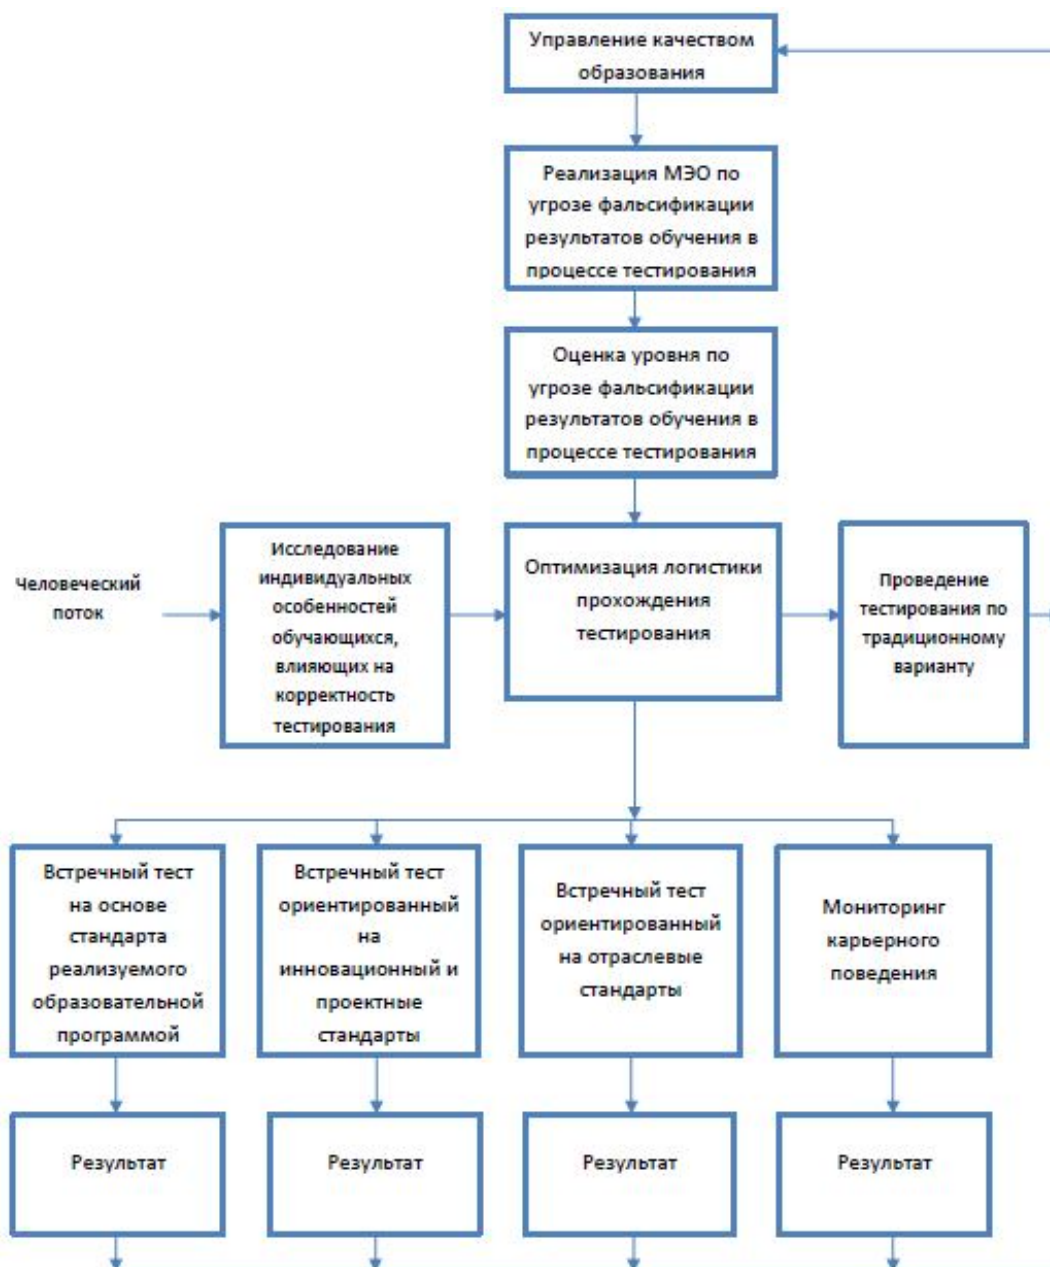 Управление качеством
образования
Реализация МЭО по
угрозе фальсификации
результатов обучения в
процессе тестирования
Оценка уровня по
угрозе фальсификации
результатов обучения в
процессе тестирования
Человеческий
поток
Исследование
индивидуальных
особенностей
обучающихся,
влияющих на
корректность
тестирования
Оптимизация логистики
прохождения
тестирования
Проведение
тестирования по
традиционному
варианту
Встречный тест
на основе
стандарта
реализуемого
образовательной
программой
Встречный тест
ориентированный
на
инновационный и
проектные
стандарты
Встречный тест
ориентированный
на отраслевые
стандарты
Мониторинг
карьерного
поведения
Результат
Результат
Результат
Результат